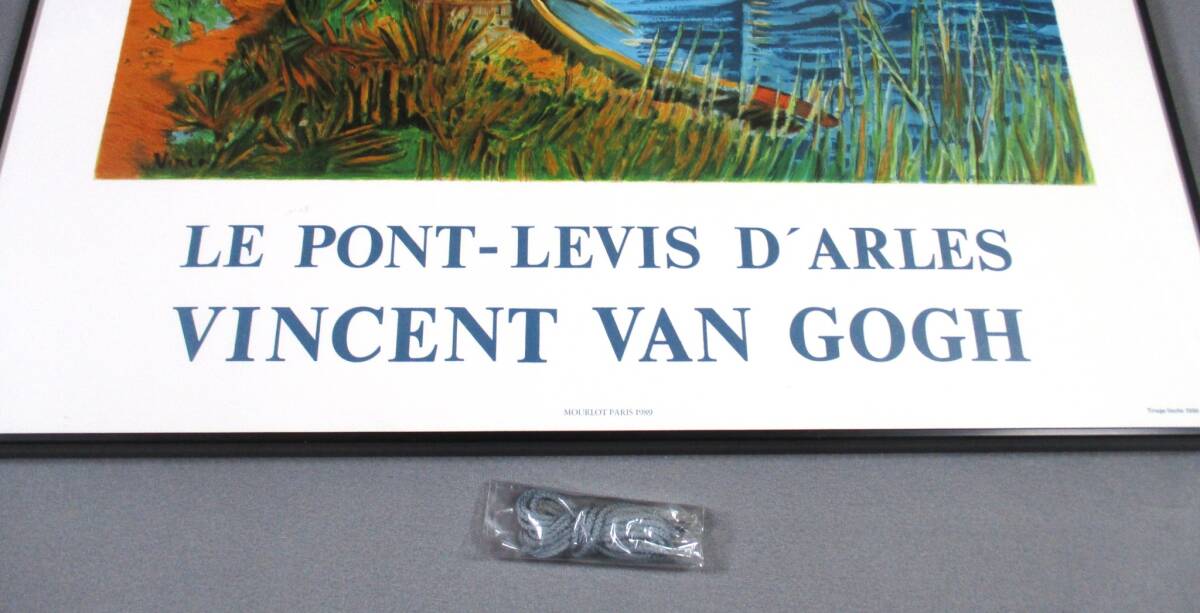 LE PONT-LEVIS D´ARLES
VINCENT VAN GOGH
MOURLOT PARIS 1989